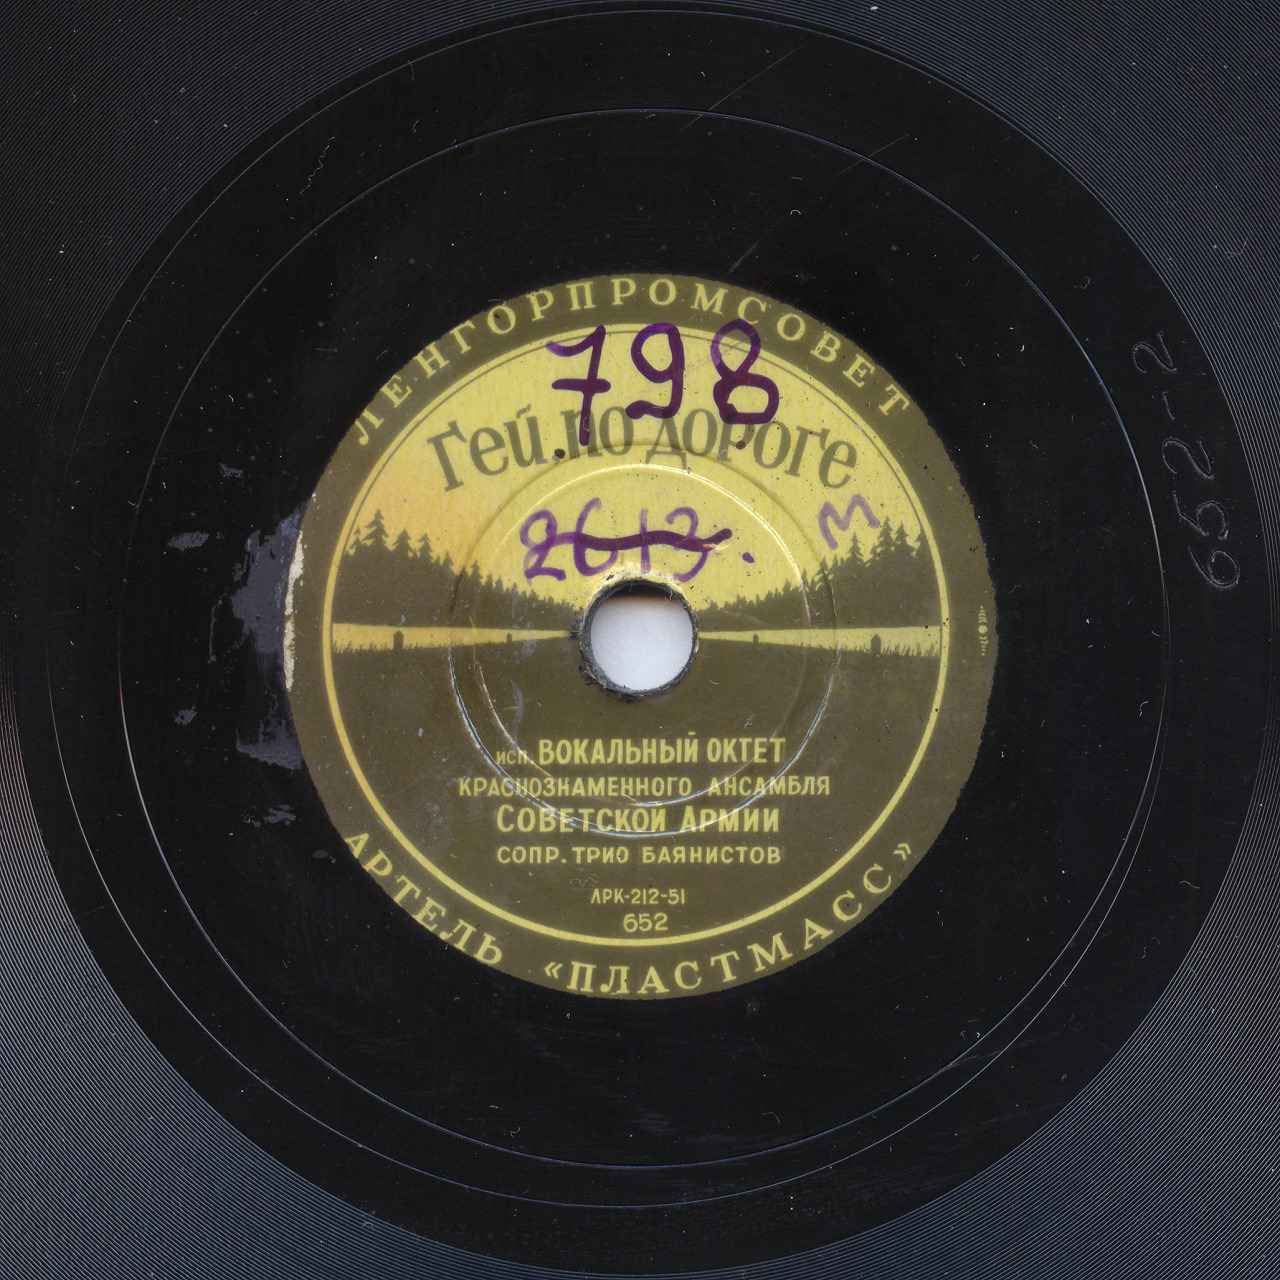 ЛЕНГОРПРОМСОВЕТ
798
Гей, по дороге
2613.
М
исп. ВОКАЛЬНЫЙ ОКТЕТ
КРАСНОЗНАМЕННОГО АНСАМБЛЯ
СОВЕТСКОЙ АРМИИ
СОПР. ТРИО БАЯНИСТОВ
ЛРК-212-51
652
АРТЕЛЬ «ПЛАСТМАСС»
652-2